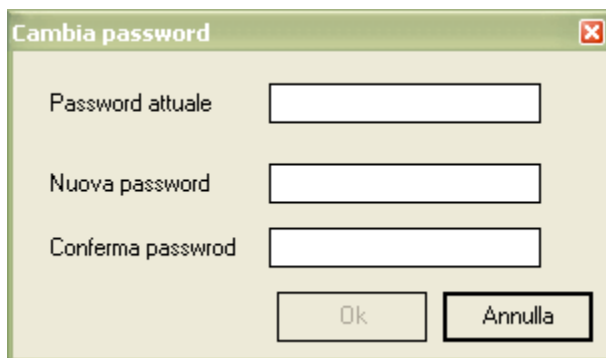 Cambia password
Password attuale
Nuova password
Conferma passwrod
Ok Annulla